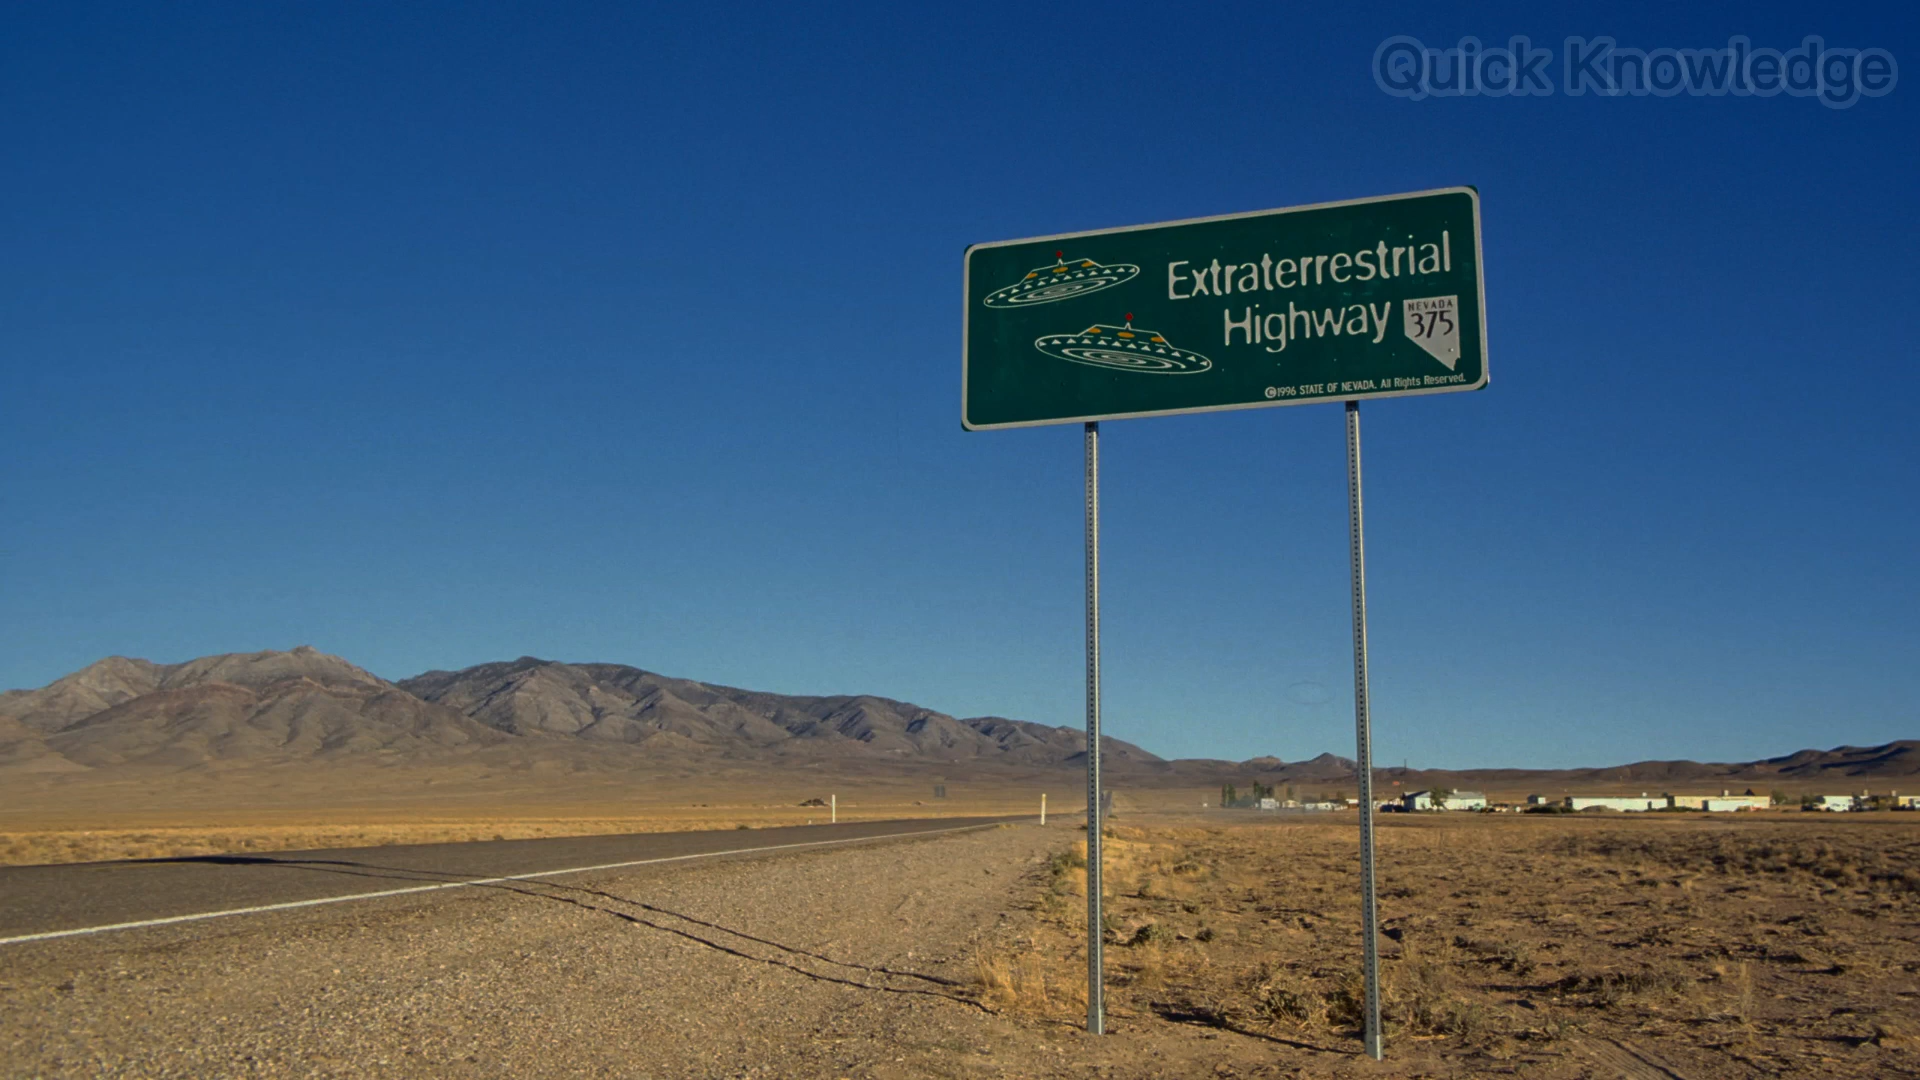 Quick Knowledge
Extraterrestrial
Highway
NEVADA
375
©1996 STATE OF NEVADA. All Rights Reserved.